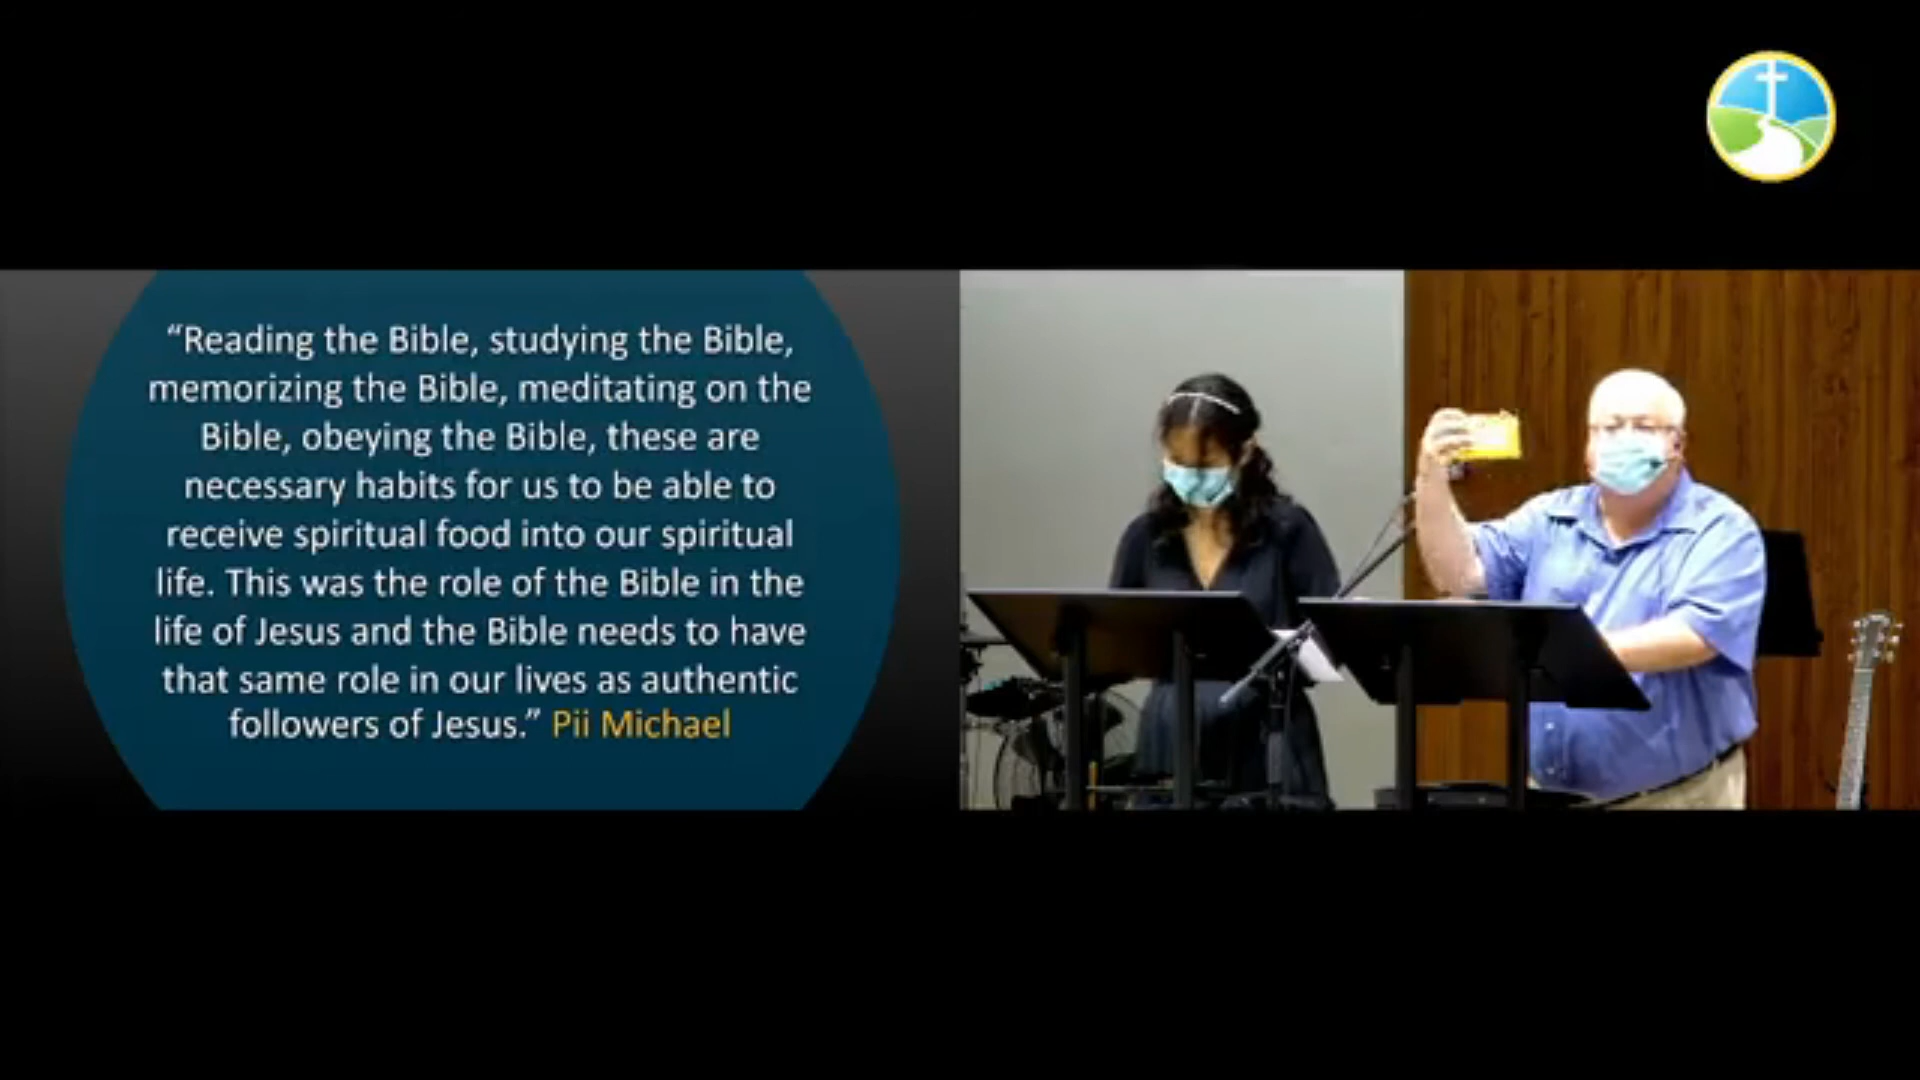 “Reading the Bible, studying the Bible,
memorizing the Bible, meditating on the
Bible, obeying the Bible, these are
necessary habits for us to be able to
receive spiritual food into our spiritual
life. This was the role of the Bible in the
life of Jesus and the Bible needs to have
that same role in our lives as authentic
followers of Jesus.” Pii Michael